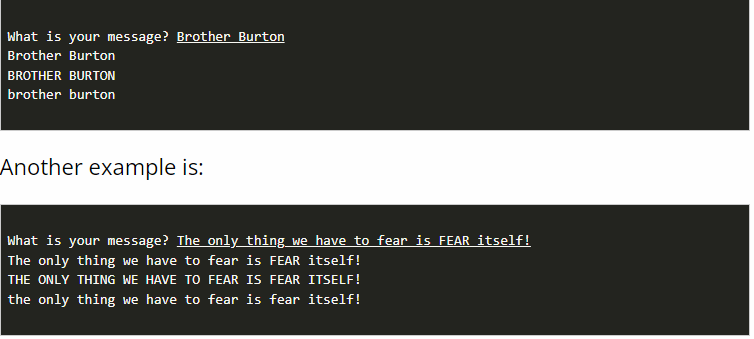 What is your message? Brother Burton
Brother Burton
BROTHER BURTON
brother burton
Another example is:
What is your message? The only thing we have to fear is FEAR itself!
The only thing we have to fear is FEAR itself!
THE ONLY THING WE HAVE TO FEAR IS FEAR ITSELF!
the only thing we have to fear is fear itself!